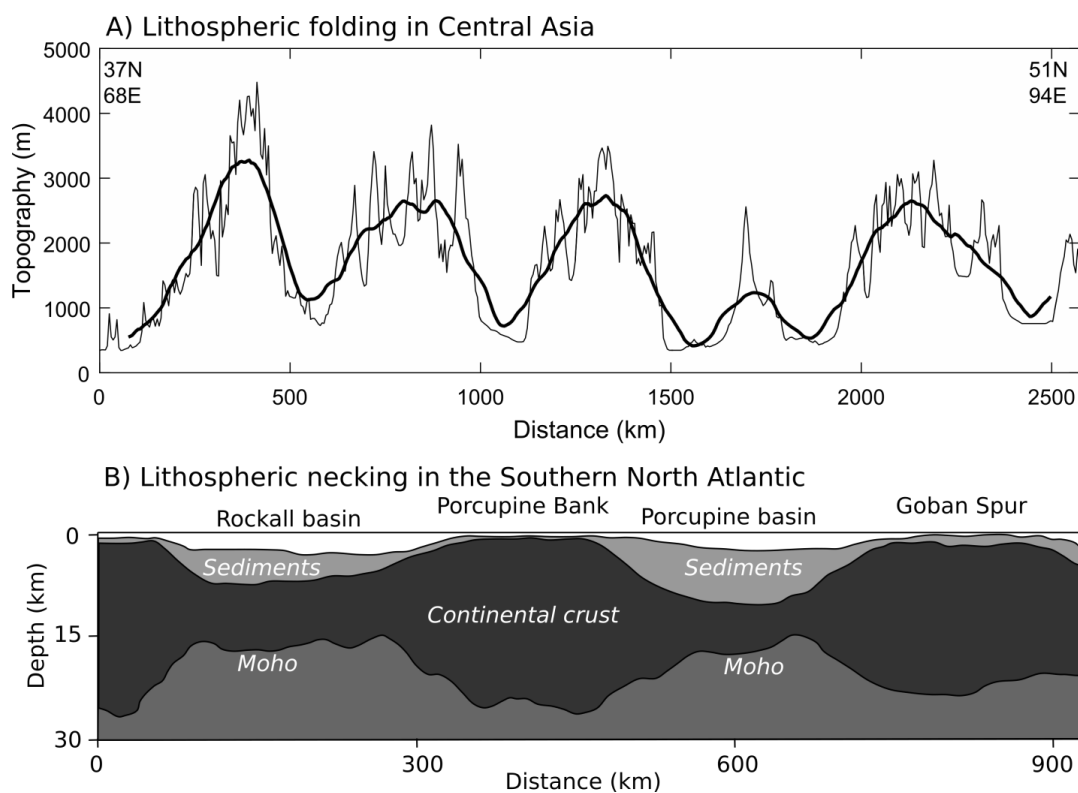 A) Lithospheric folding in Central Asia
5000
37N
68E
51N
94E
4000
3000
2000
1000
0
Topography (m)
0 500 1000 1500 2000 2500
Distance (km)
B) Lithospheric necking in the Southern North Atlantic
Rockall basin Porcupine Bank Porcupine basin Goban Spur
0
Sediments Sediments
Continental crust
15
Moho Moho
30
Depth (km)
0 300 600 900
Distance (km)